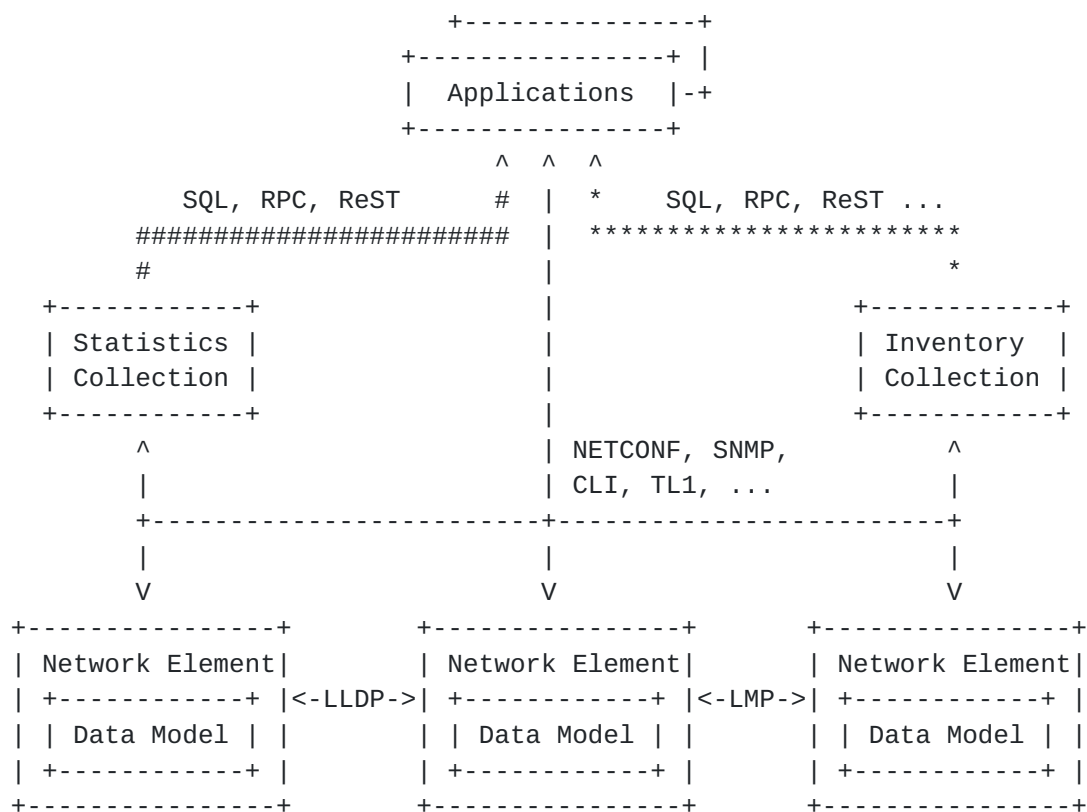 Applications
SQL, RPC, ReST SQL, RPC, ReST ...
Statistics Inventory
Collection Collection
NETCONF, SNMP,
CLI, TL1, ...
V V V
Network Element Network Element Network Element
<-LLDP-> <-LMP->
Data Model Data Model Data Model